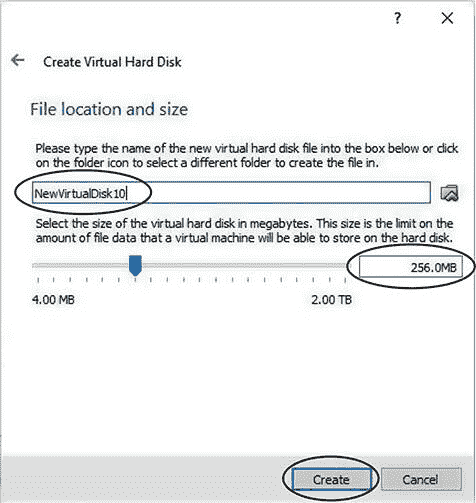 ?
Create Virtual Hard Disk
File location and size
Please type the name of the new virtual hard disk file into the box below or click
on the folder icon to select a different folder to create the file in.
NewVirtualDisk10
Select the size of the virtual hard disk in megabytes. This size is the limit on the
amount of file data that a virtual machine will be able to store on the hard disk.
256.0MB
4.00 MB 2.00 TB
Create Cancel